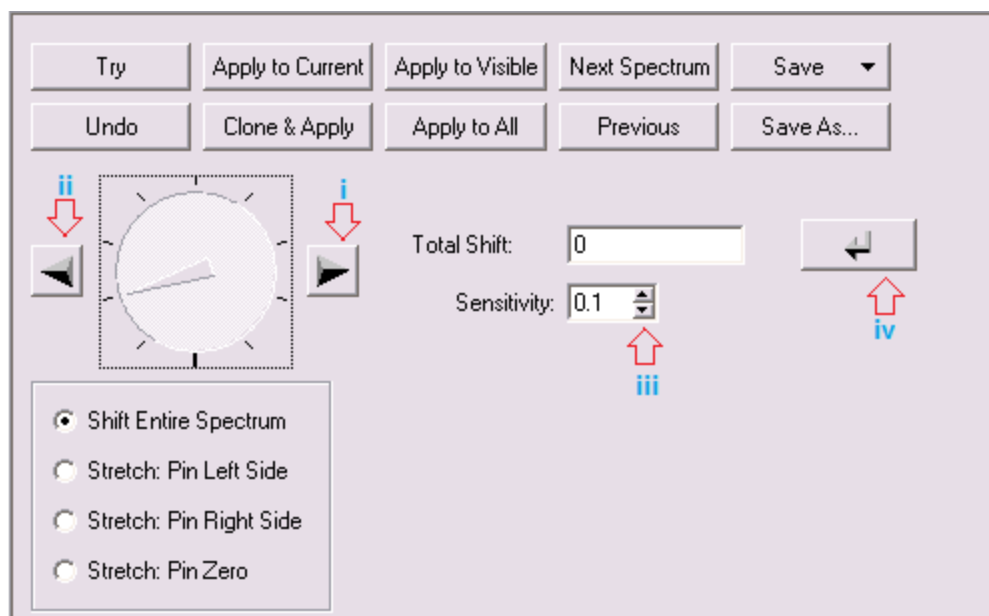 Try Apply to Current Apply to Visible Next Spectrum Save
Undo Clone & Apply Apply to All Previous Save As...
ii i
Total Shift: 0
Sensitivity: 0.1
iv
iii
Shift Entire Spectrum
Stretch: Pin Left Side
Stretch: Pin Right Side
Stretch: Pin Zero